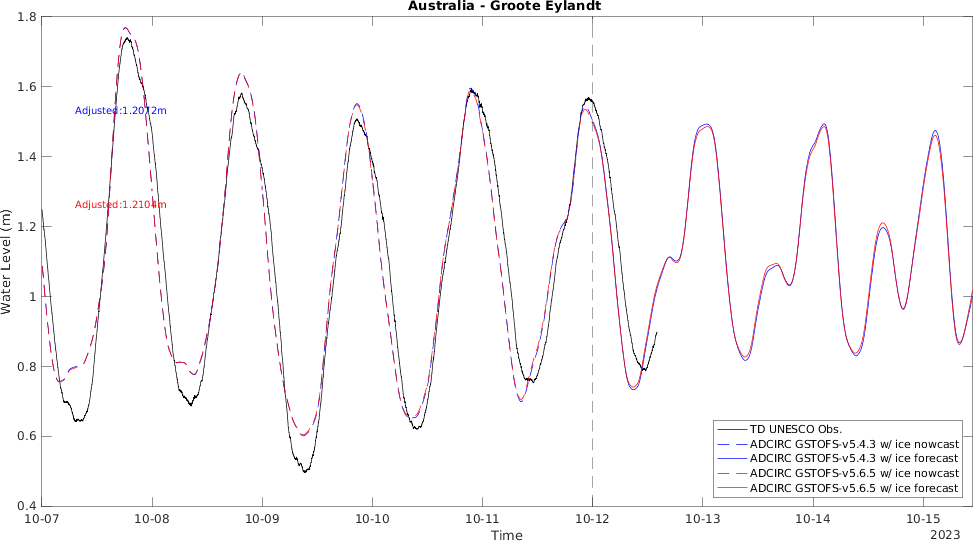 Australia - Groote Eylandt
1.8
1.6
1.4
1.2
1
0.8
0.6
0.4
Water Level (m)
Adjusted:1.2072m
Adjusted:1.2104m
TD UNESCO Obs.
ADCIRC GSTOFS-v5.4.3 w/ ice nowcast
ADCIRC GSTOFS-v5.4.3 w/ ice forecast
ADCIRC GSTOFS-v5.6.5 w/ ice nowcast
ADCIRC GSTOFS-v5.6.5 w/ ice forecast
10-07 10-08 10-09 10-10 10-11 10-12 10-13 10-14 10-15
Time
2023